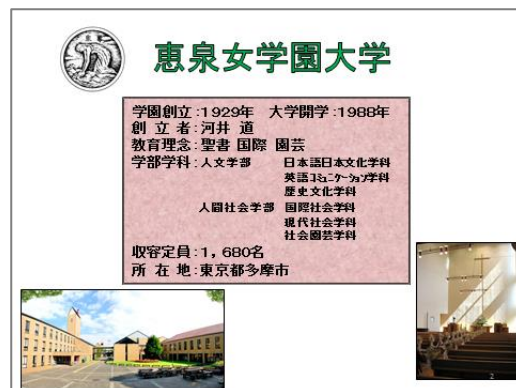 恵泉女学園大学
学園創立:1929年 大学開学:1988年
創 立 者:河井 道
教育理念:聖書 国際 園芸
学部学科:人文学部 日本語日本文化学科
英語コミュニケーション学科
歴史文化学科
人間社会学部 国際社会学科
現代社会学科
社会園芸学科
収容定員:1,680名
所 在 地:東京都多摩市
2